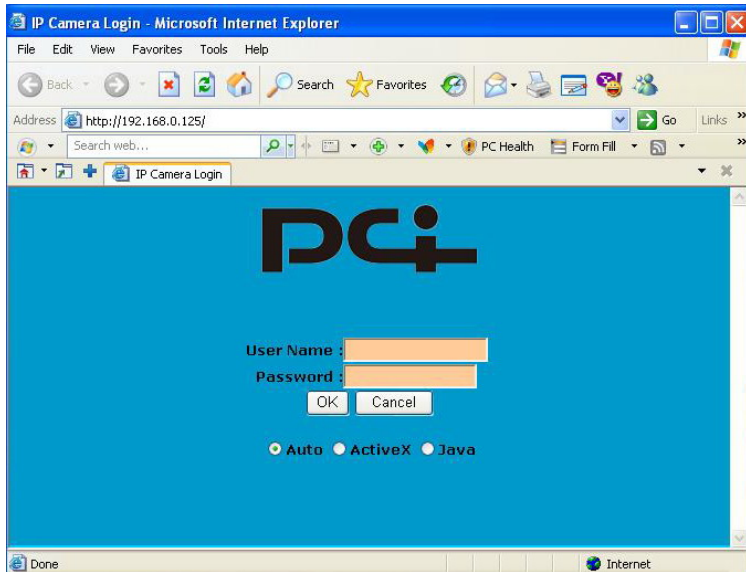 IP Camera Login - Microsoft Internet Explorer
File Edit View Favorites Tools Help
Back Search Favorites
Address http://192.168.0.125/ Go Links »
Search web... PC Health Form Fill »
IP Camera Login
PCi
User Name :
Password :
OK Cancel
Auto ActiveX Java
Done Internet